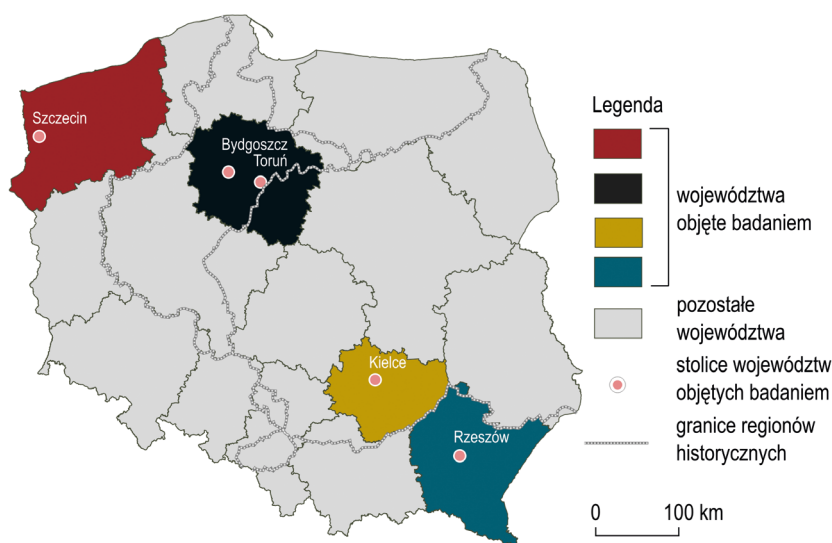 Szczecin
Bydgoszcz
Toruń
Kielce
Rzeszów
Legenda
województwa
objęte badaniem
pozostałe
województwa
stolice województw
objętych badaniem
granice regionów
historycznych
0 100 km